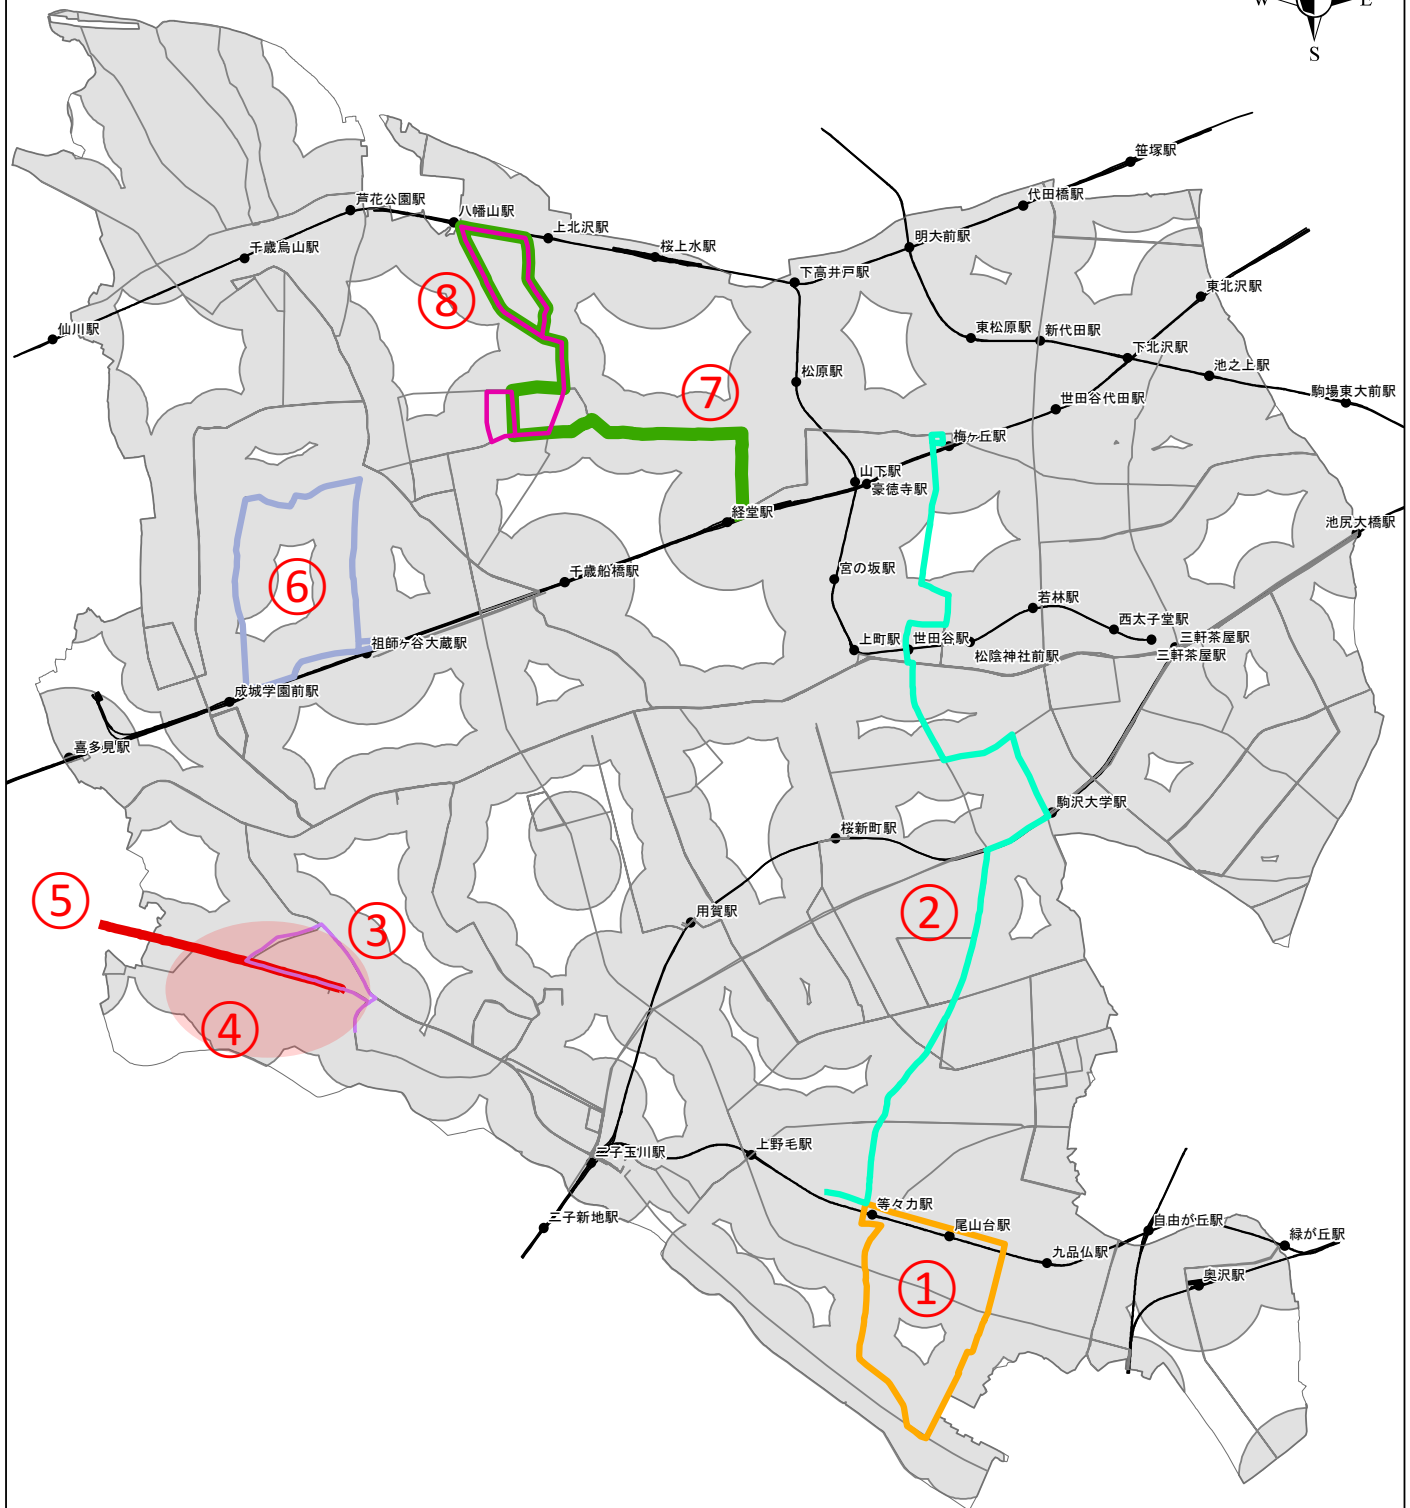 W
E
S
笹塚駅
代田橋駅
芦花公園駅
八幡山駅
上北沢駅
明大前駅
千歳烏山駅
桜上水駅
下高井戸駅
東北沢駅
⑧
仙川駅
東松原駅
新代田駅
下北沢駅
池之上駅
松原駅
⑦
世田谷代田駅
駒場東大前駅
梅ヶ丘駅
山下駅
豪徳寺駅
経堂駅
池尻大橋駅
千歳船橋駅
宮の坂駅
⑥
若林駅
西太子堂駅
祖師ヶ谷大蔵駅
上町駅
世田谷駅
三軒茶屋駅
松陰神社前駅
三軒茶屋駅
成城学園前駅
喜多見駅
駒沢大学駅
桜新町駅
⑤
③
用賀駅
②
④
上野毛駅
二子玉川駅
等々力駅
二子新地駅
尾山台駅
自由が丘駅
緑が丘駅
九品仏駅
奥沢駅
①